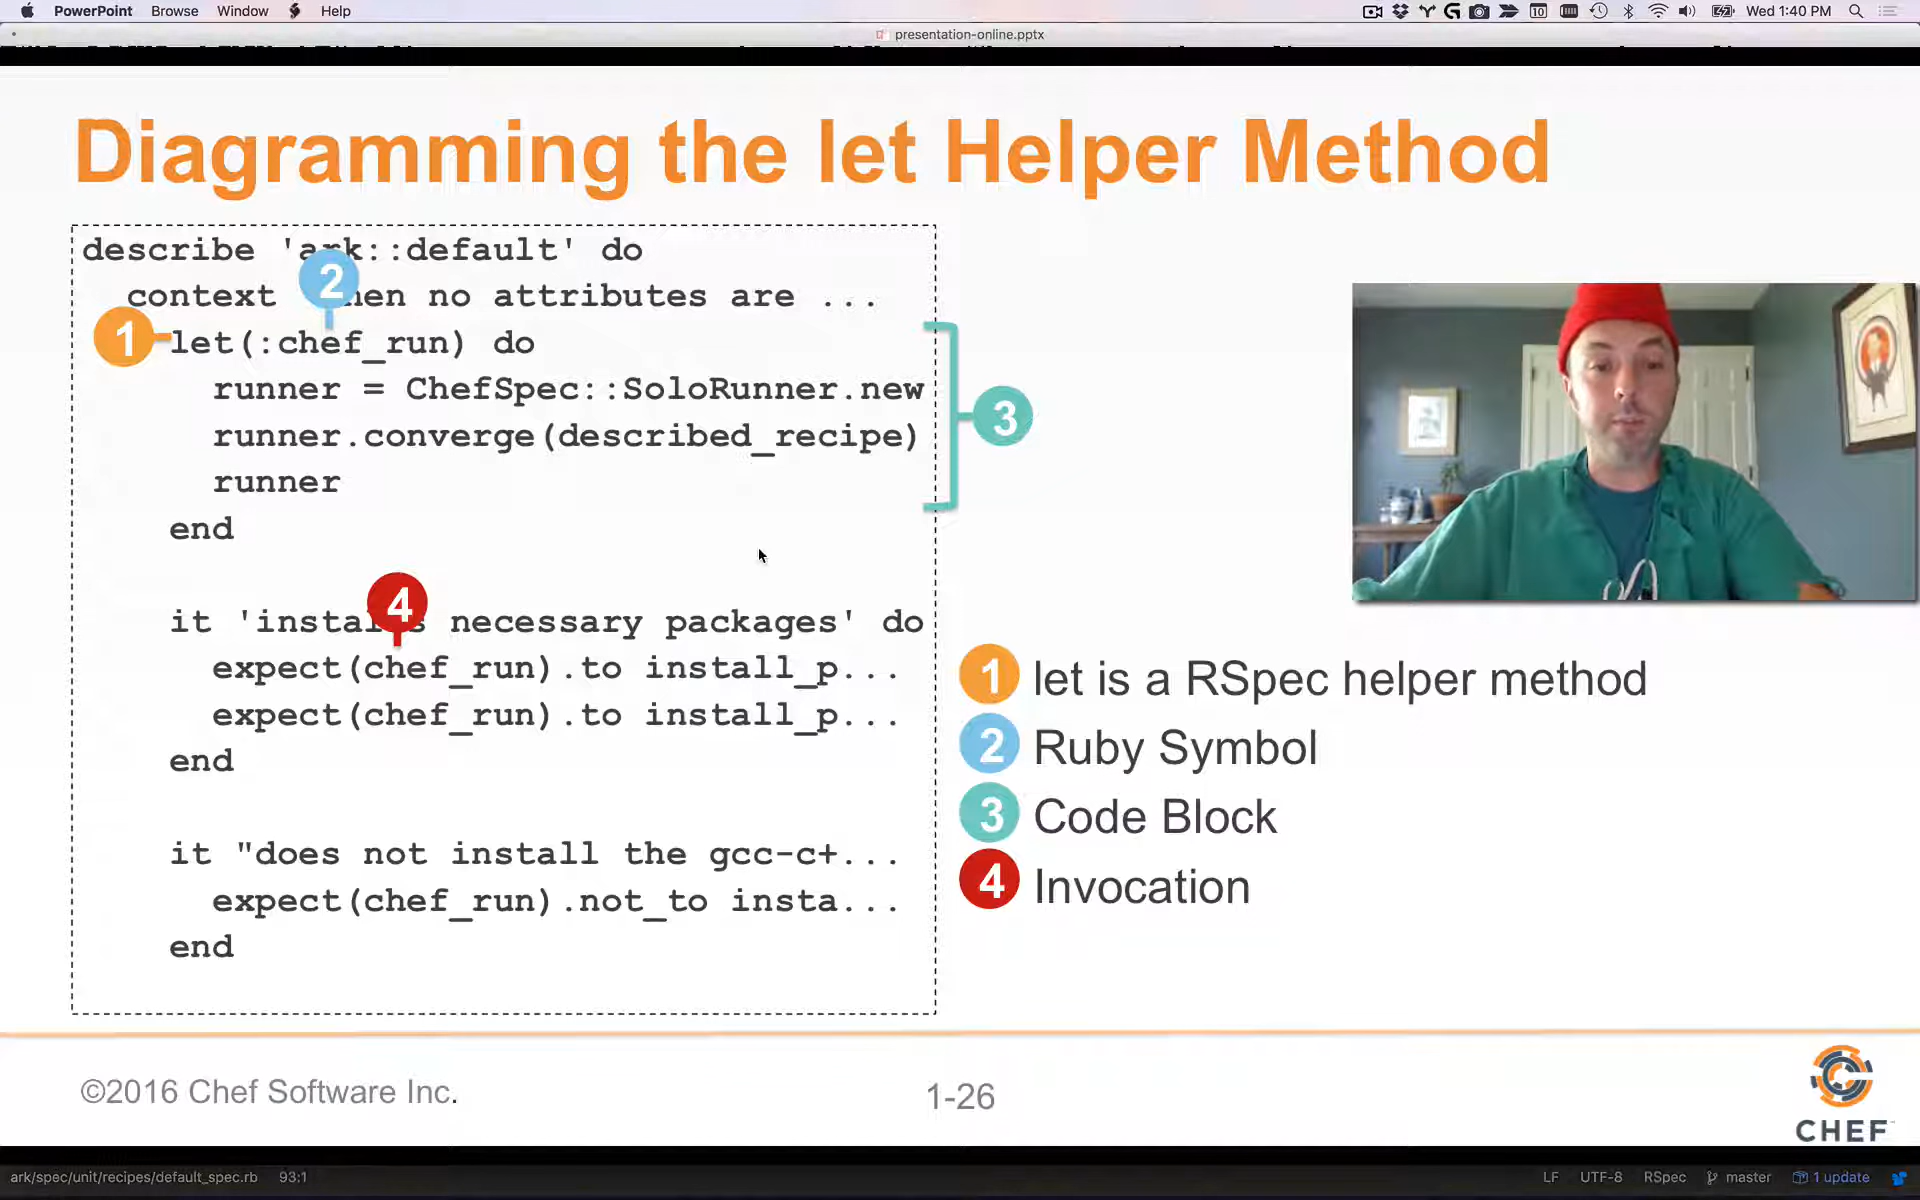 PowerPoint Browse Window Help
10 Wed 1:40 PM
presentation-online.pptx
Diagramming the let Helper Method
describe 'ark::default' do
context hen no attributes are ...
let(:chef_run) do
runner = ChefSpec::SoloRunner.new
runner.converge(described_recipe)
runner
end
it 'installs necessary packages' do
expect(chef_run).to install_p...
expect(chef_run).to install_p...
end
it "does not install the gcc-c+...
expect(chef_run).not_to insta...
end
1
2
3
4
1 let is a RSpec helper method
2 Ruby Symbol
3 Code Block
4 Invocation
©2016 Chef Software Inc.
1-26
CHEF
ark/spec/unit/recipes/default_spec.rb 93:1 LF UTF-8 RSpec master 1 update